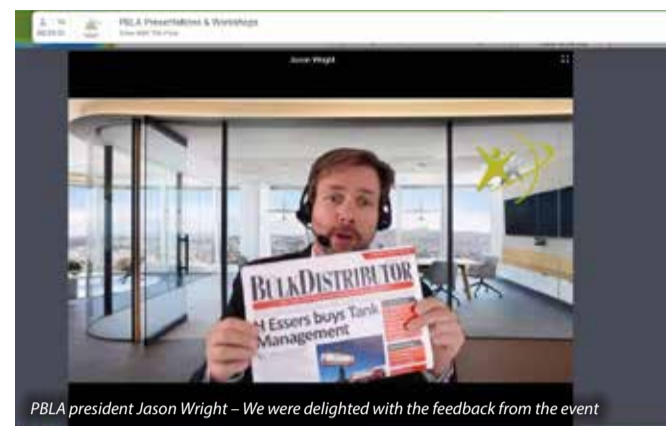 PBLA Presentations & Workshops
Jason Wright
BULKDISTRIBUTOR
H Essers buys Tank
Management
PBLA president Jason Wright – We were delighted with the feedback from the event